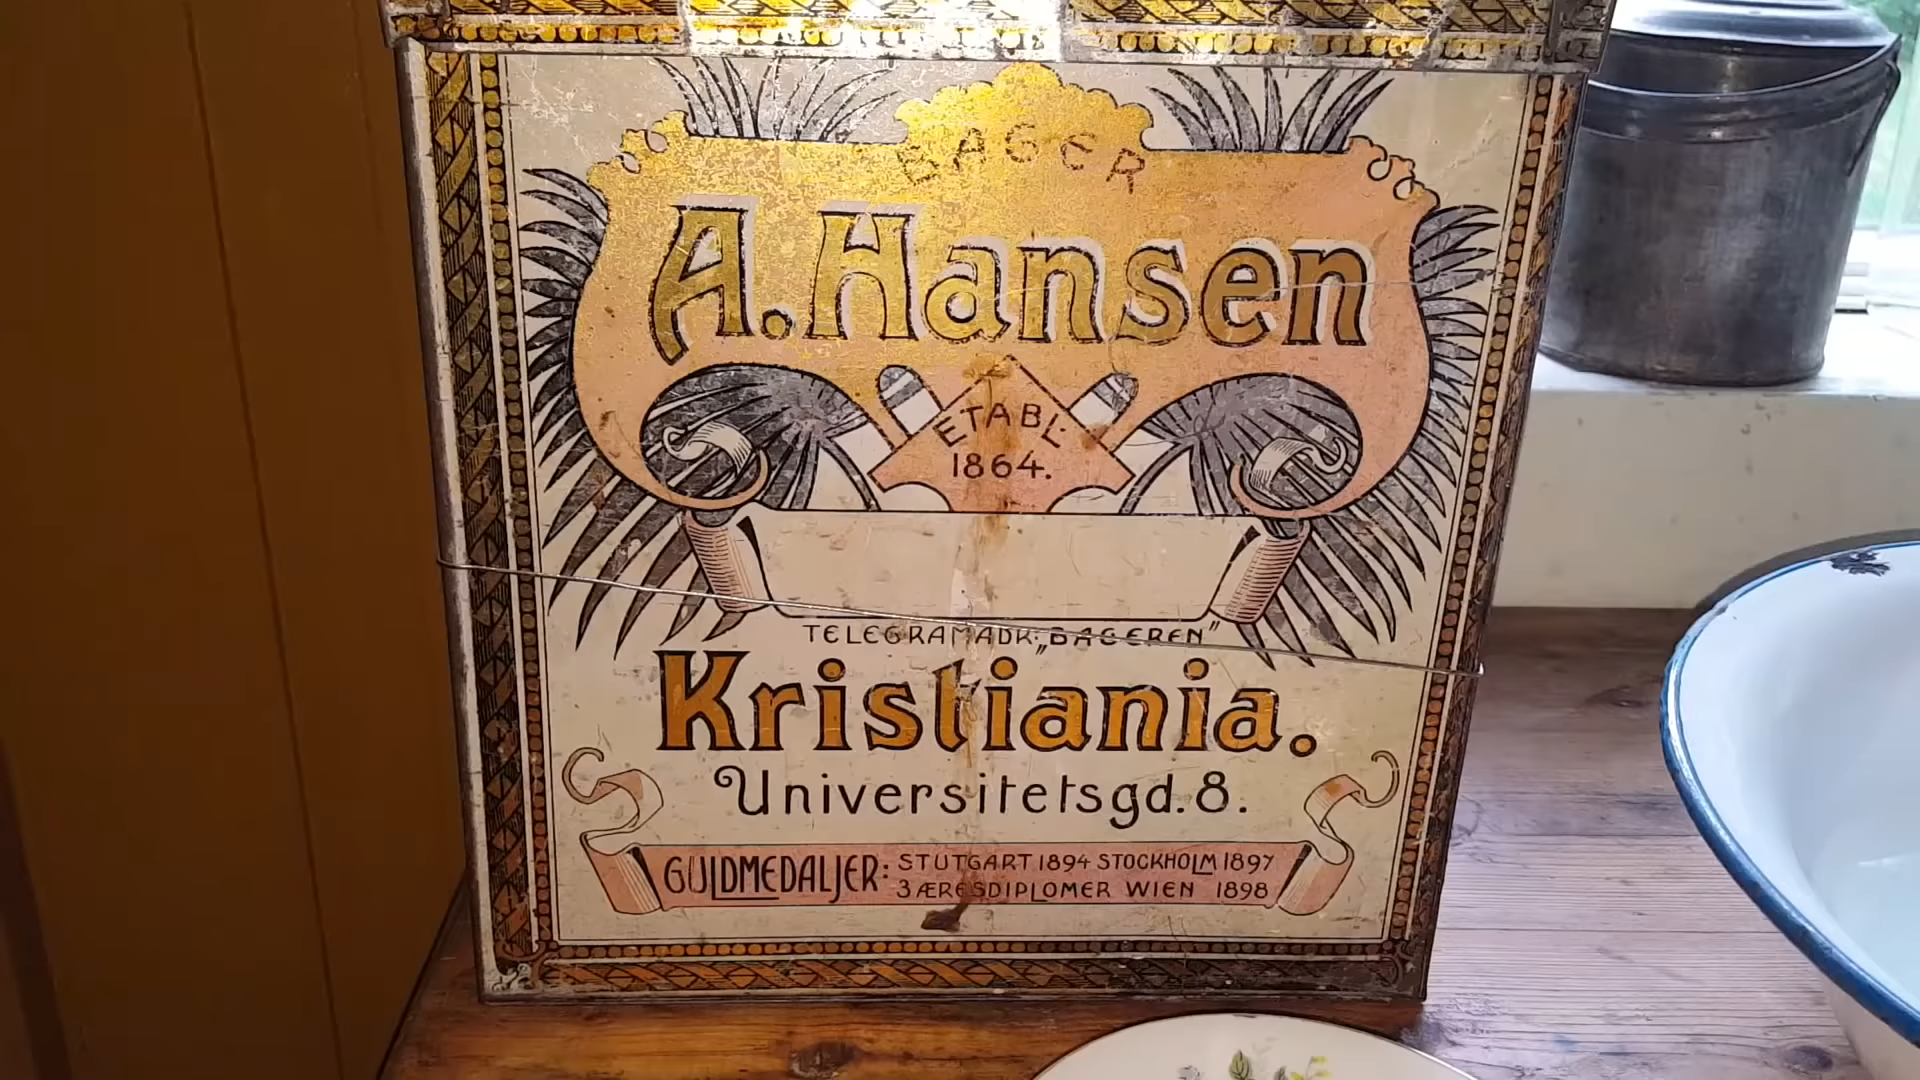 BAGER
A. Hansen
ETABL.
1864.
TELEGRAMADR: „BAGEREN”
Kristiania.
Universitetsgd. 8.
GULDMEDALJER: STUTGART 1894 STOCKHOLM 1897
3 ÆRESDIPLOMER WIEN 1898